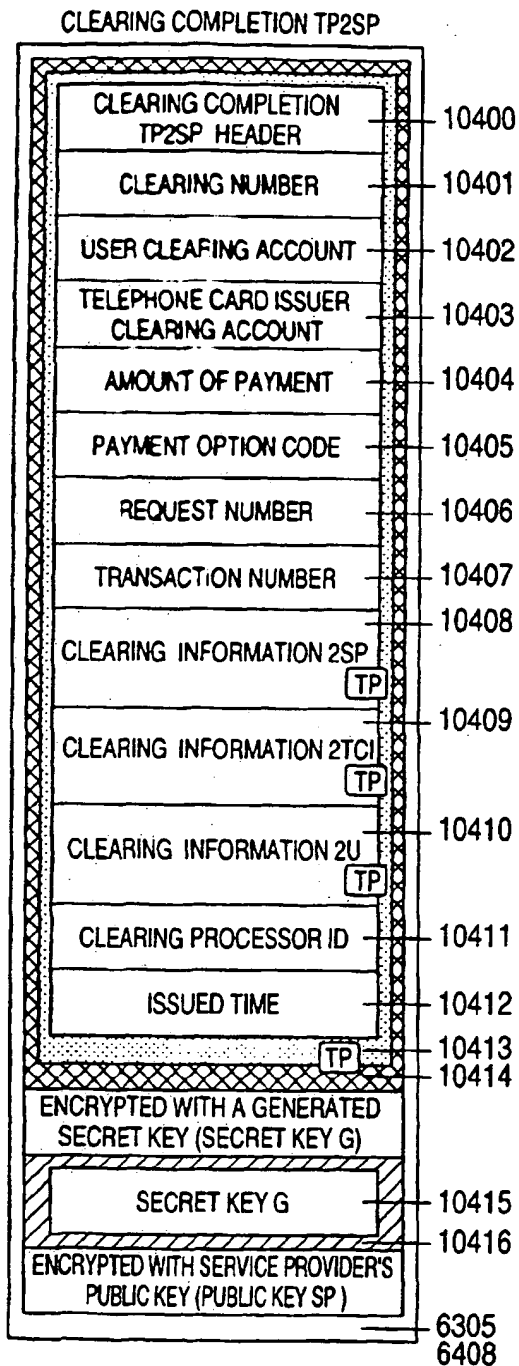 CLEARING COMPLETION TP2SP
CLEARING COMPLETION
TP2SP HEADER
10400
CLEARING NUMBER
10401
USER CLEARING ACCOUNT
10402
TELEPHONE CARD ISSUER
CLEARING ACCOUNT
10403
AMOUNT OF PAYMENT
10404
PAYMENT OPTION CODE
10405
REQUEST NUMBER
10406
TRANSACTION NUMBER
10407
10408
CLEARING INFORMATION 2SP
TP
10409
CLEARING INFORMATION 2TCI
TP
10410
CLEARING INFORMATION 2U
TP
CLEARING PROCESSOR ID
10411
ISSUED TIME
10412
TP
10413
10414
ENCRYPTED WITH A GENERATED
SECRET KEY (SECRET KEY G)
SECRET KEY G
10415
10416
ENCRYPTED WITH SERVICE PROVIDER'S
PUBLIC KEY (PUBLIC KEY SP)
6305
6408